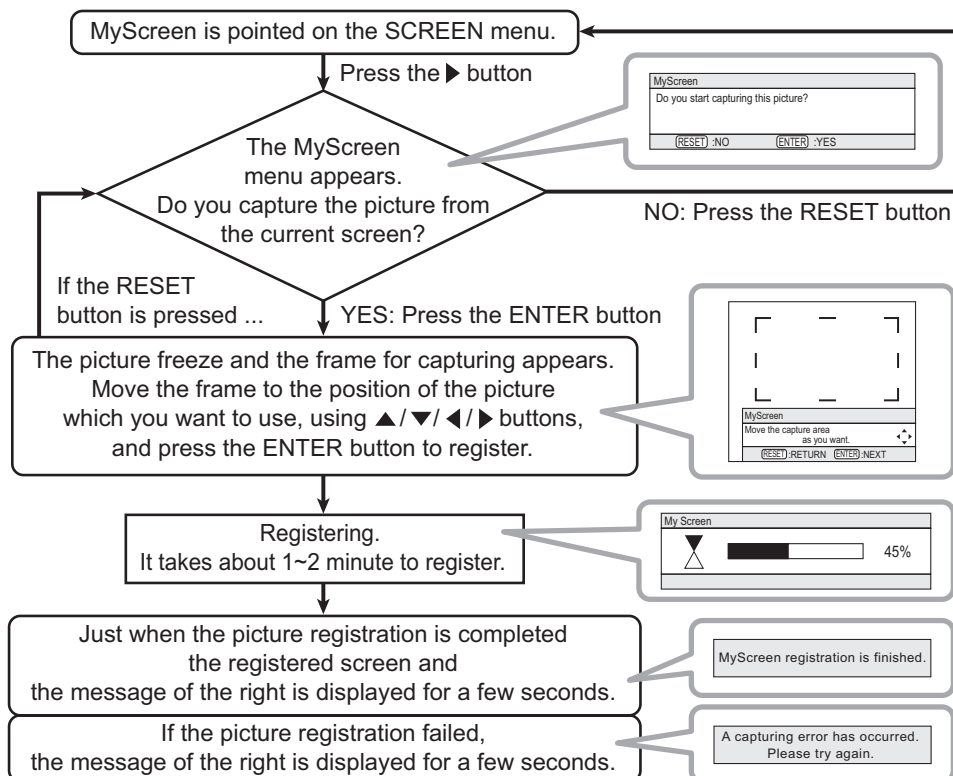 MyScreen is pointed on the SCREEN menu.
Press the ▶ button
MyScreen
Do you start capturing this picture?
RESET :NO ENTER :YES
The MyScreen
menu appears.
Do you capture the picture from
the current screen?
NO: Press the RESET button
If the RESET
button is pressed ...
YES: Press the ENTER button
The picture freeze and the frame for capturing appears.
Move the frame to the position of the picture
which you want to use, using ▲/▼/◀/▶ buttons,
and press the ENTER button to register.
MyScreen
Move the capture area
as you want.
RESET:RETURN ENTER:NEXT
Registering.
It takes about 1~2 minute to register.
My Screen
45%
Just when the picture registration is completed
the registered screen and
the message of the right is displayed for a few seconds.
MyScreen registration is finished.
If the picture registration failed,
the message of the right is displayed for a few seconds.
A capturing error has occurred.
Please try again.